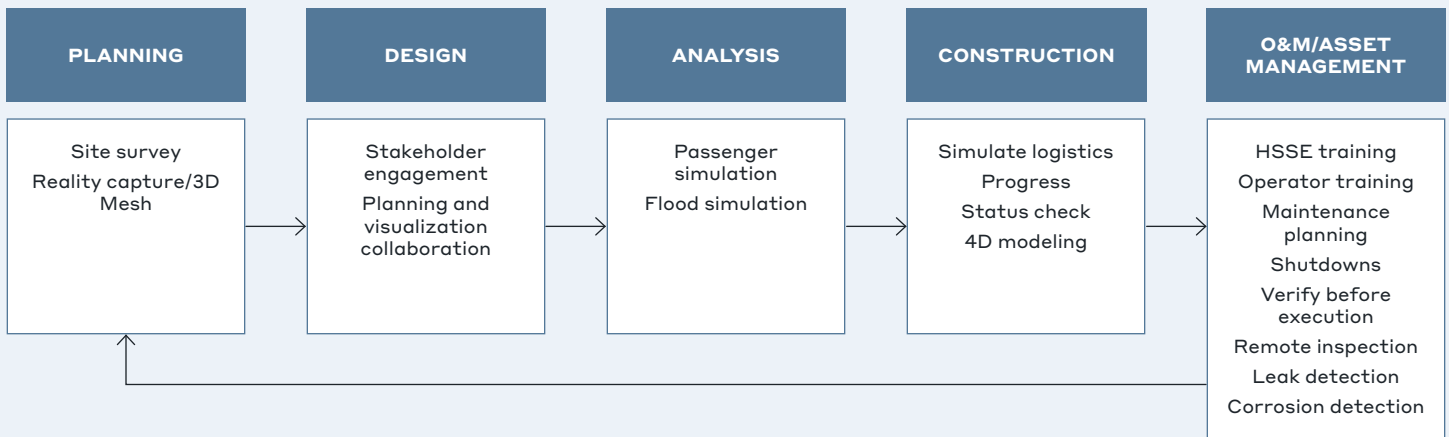 PLANNING
Site survey
Reality capture/3D
Mesh
DESIGN
Stakeholder
engagement
Planning and
visualization
collaboration
ANALYSIS
Passenger
simulation
Flood simulation
CONSTRUCTION
Simulate logistics
Progress
Status check
4D modeling
O&M/ASSET
MANAGEMENT
HSSE training
Operator training
Maintenance
planning
Shutdowns
Verify before
execution
Remote inspection
Leak detection
Corrosion detection